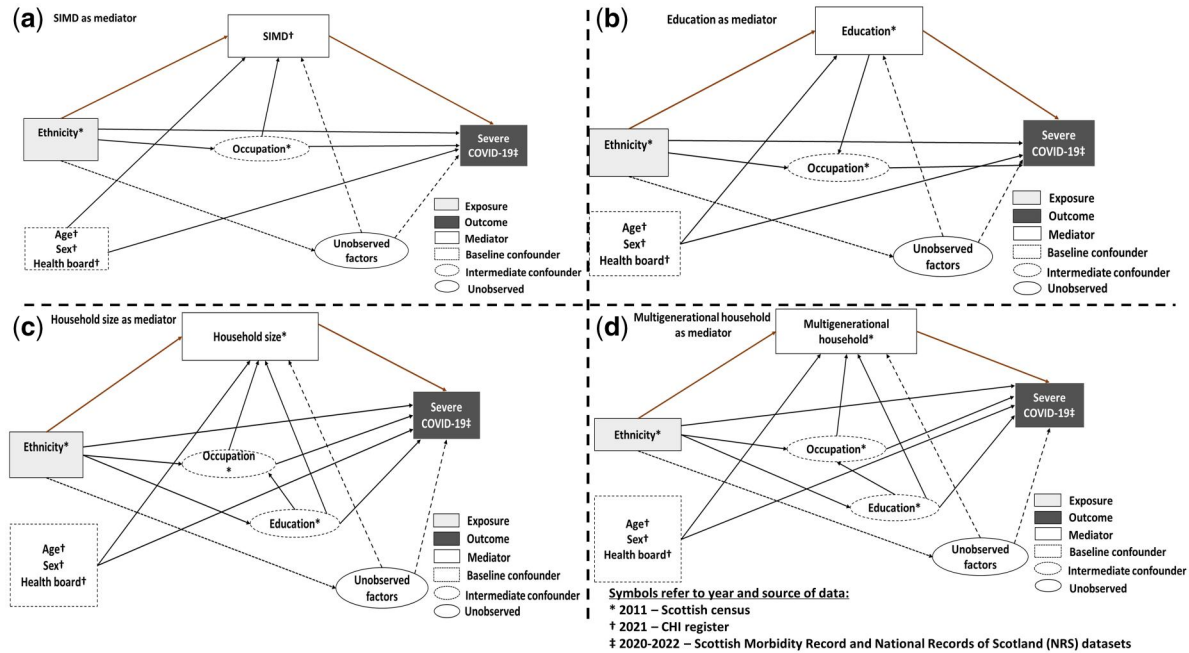 (a) SIMD as mediator
SIMD†
Ethnicity*
Occupation*
Severe
COVID-19‡
Age†
Sex†
Health board†
Unobserved
factors
Exposure
Outcome
Mediator
Baseline confounder
Intermediate confounder
Unobserved
(b) Education as mediator
Education*
Ethnicity*
Occupation*
Severe
COVID-19‡
Age†
Sex†
Health board†
Unobserved
factors
Exposure
Outcome
Mediator
Baseline confounder
Intermediate confounder
Unobserved
(c) Household size as mediator
Household size*
Ethnicity*
Occupation
*
Education*
Severe
COVID-19‡
Age†
Sex†
Health board†
Unobserved
factors
Exposure
Outcome
Mediator
Baseline confounder
Intermediate confounder
Unobserved
(d) Multigenerational household
as mediator
Multigenerational
household*
Ethnicity*
Occupation*
Education*
Severe
COVID-19‡
Age†
Sex†
Health board†
Unobserved
factors
Exposure
Outcome
Mediator
Baseline confounder
Intermediate confounder
Unobserved
Symbols refer to year and source of data:
* 2011 – Scottish census
† 2021 – CHI register
‡ 2020-2022 – Scottish Morbidity Record and National Records of Scotland (NRS) datasets